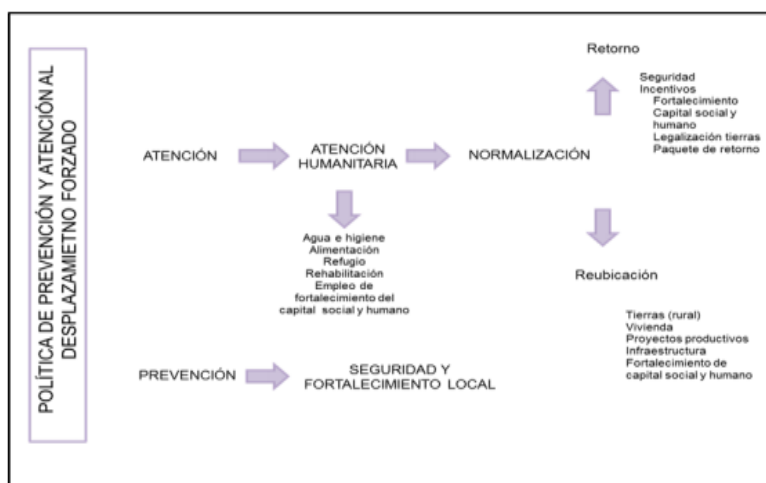 POLÍTICA DE PREVENCIÓN Y ATENCIÓN AL
DESPLAZAMIETNO FORZADO
ATENCIÓN
ATENCIÓN
HUMANITARIA
Agua e higiene
Alimentación
Refugio
Rehabilitación
Empleo de
fortalecimiento del
capital social y humano
NORMALIZACIÓN
Retorno
Seguridad
Incentivos
Fortalecimiento
Capital social y
humano
Legalización tierras
Paquete de retorno
Reubicación
Tierras (rural)
Vivienda
Proyectos productivos
Infraestructura
Fortalecimiento de
capital social y humano
PREVENCIÓN
SEGURIDAD Y
FORTALECIMIENTO LOCAL